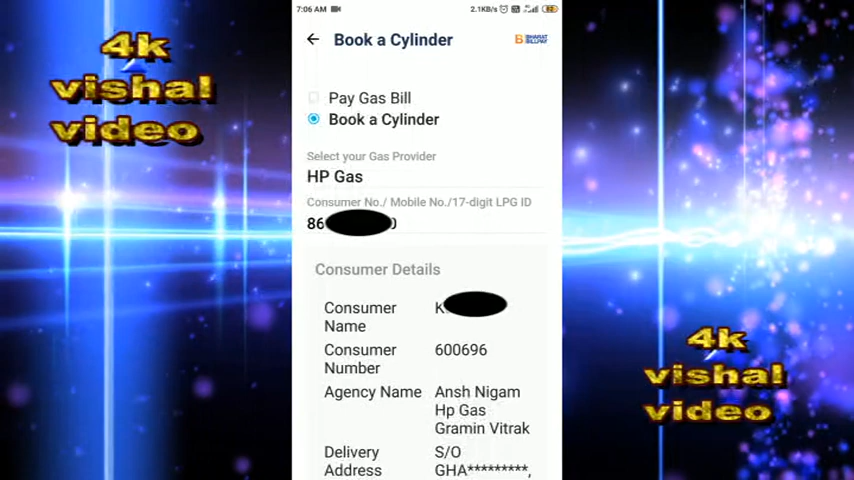 4k
vishal
video
7:06 AM
2.1KB/s
82
Book a Cylinder
B BHARAT
BILLPAY
Pay Gas Bill
Book a Cylinder
Select your Gas Provider
HP Gas
Consumer No./ Mobile No./17-digit LPG ID
86
0
Consumer Details
Consumer
Name
K
Consumer
Number
600696
Agency Name
Ansh Nigam
Hp Gas
Gramin Vitrak
Delivery
Address
S/O
GHA*********,
4k
vishal
video